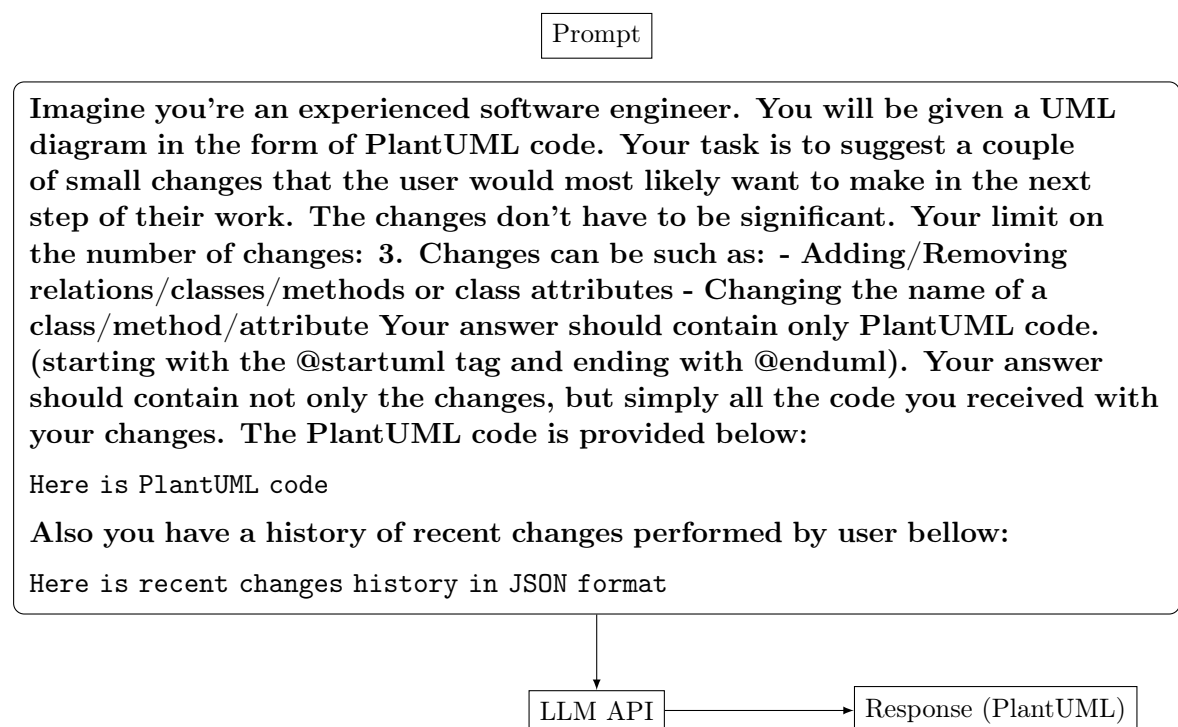 Prompt
Imagine you're an experienced software engineer. You will be given a UML
diagram in the form of PlantUML code. Your task is to suggest a couple
of small changes that the user would most likely want to make in the next
step of their work. The changes don't have to be significant. Your limit on
the number of changes: 3. Changes can be such as: - Adding/Removing
relations/classes/methods or class attributes - Changing the name of a
class/method/attribute Your answer should contain only PlantUML code.
(starting with the @startuml tag and ending with @enduml). Your answer
should contain not only the changes, but simply all the code you received with
your changes. The PlantUML code is provided below:
Here is PlantUML code
Also you have a history of recent changes performed by user bellow:
Here is recent changes history in JSON format
LLM API
Response (PlantUML)